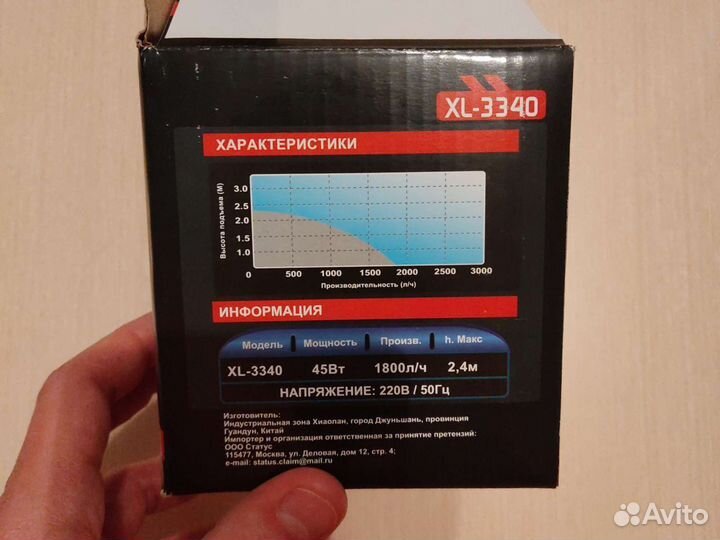 XL-3340
ХАРАКТЕРИСТИКИ
Высота подъема (М)
3.0
2.5
2.0
1.5
1.0
0 500 1000 1500 2000 2500 3000
Производительность (л/ч)
ИНФОРМАЦИЯ
Модель Мощность Произв. h. Макс
XL-3340 45Вт 1800л/ч 2,4м
НАПРЯЖЕНИЕ: 220В / 50Гц
Изготовитель:
Индустриальная зона Хиаолан, город Джуньшань, провинция
Гуандун, Китай
Импортер и организация ответственная за принятие претензий:
ООО Статус
115477, Москва, ул. Деловая, дом 12, стр. 4;
e-mail: status.claim@mail.ru
Avito